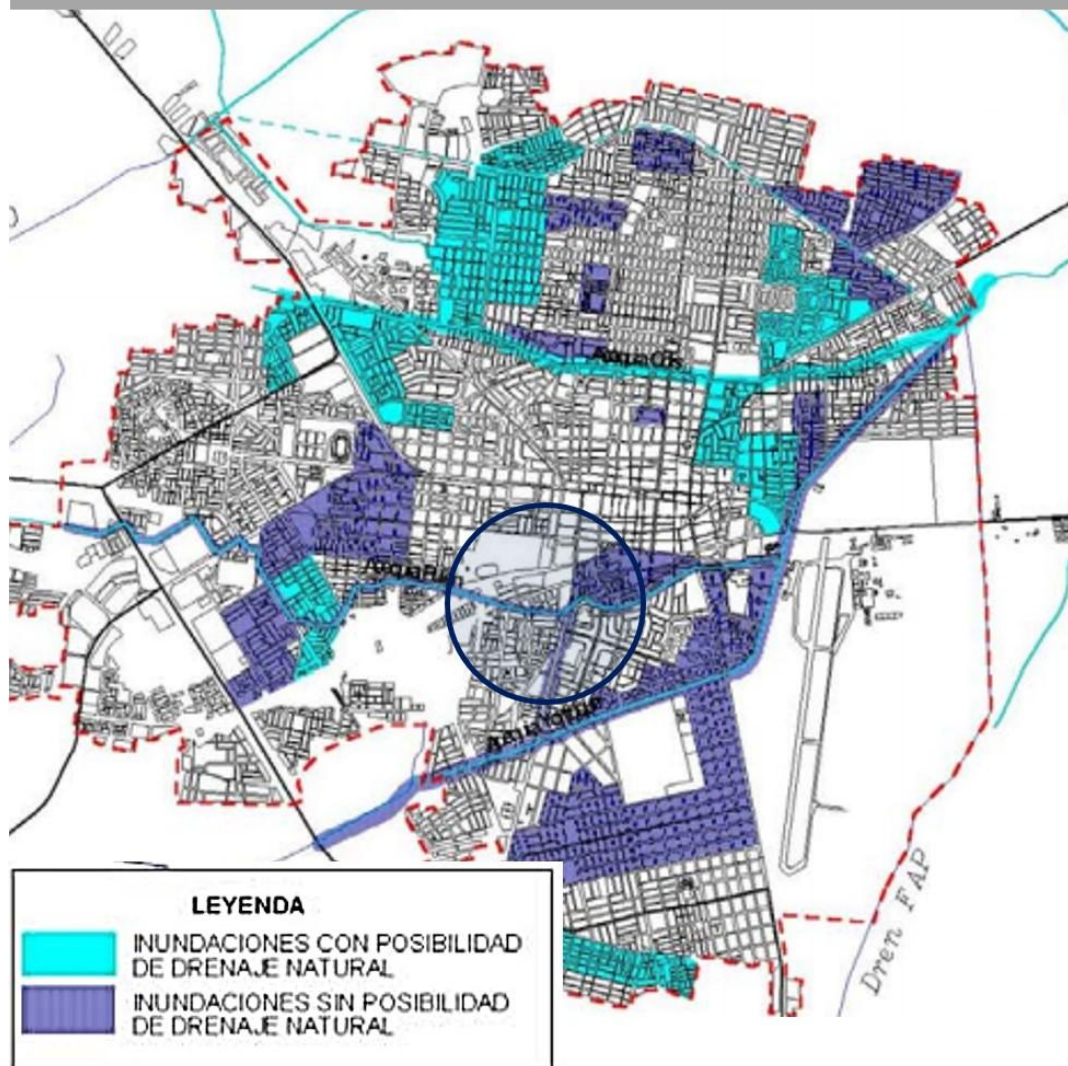 Dren FAP
LEYENDA
INUNDACIONES CON POSIBILIDAD
DE DRENAJE NATURAL
INUNDACIONES SIN POSIBILIDAD
DE DRENAJE NATURAL